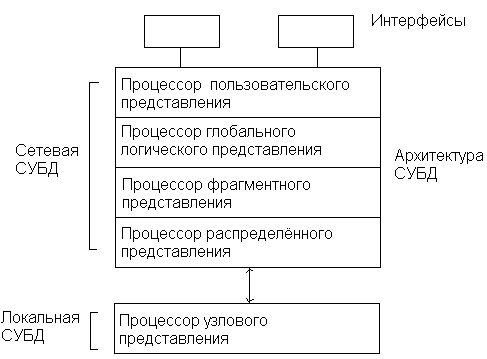 Интерфейсы
Процессор пользовательского
представления
Процессор глобального
логического представления
Сетевая
СУБД
Архитектура
СУБД
Процессор фрагментного
представления
Процессор распределённого
представления
Локальная
СУБД
Процессор узлового
представления